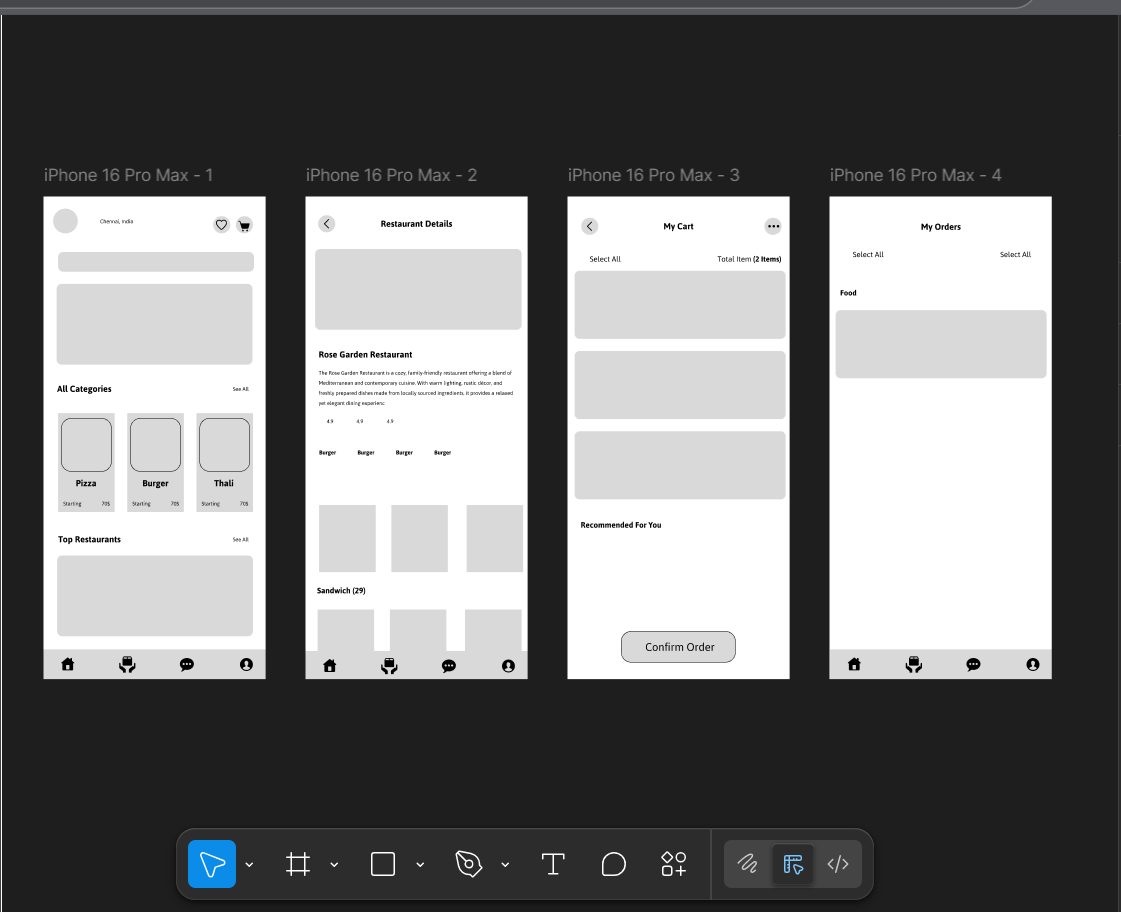 iPhone 16 Pro Max - 1
Chennai, India
All Categories
See All
Pizza
Burger
Thali
Starting 70$
Starting 70$
Starting 70$
Top Restaurants
See All
iPhone 16 Pro Max - 2
Restaurant Details
Rose Garden Restaurant
The Rose Garden Restaurant is a cozy, family-friendly restaurant offering a blend of
Mediterranean and contemporary cuisine. With warm lighting, rustic décor, and
freshly prepared dishes made from locally sourced ingredients, it provides a relaxed
yet elegant dining experienc
4.9 4.9 4.9
Burger Burger Burger Burger
Sandwich (29)
iPhone 16 Pro Max - 3
My Cart
Select All
Total Item (2 Items)
Recommended For You
Confirm Order
iPhone 16 Pro Max - 4
My Orders
Select All
Select All
Food